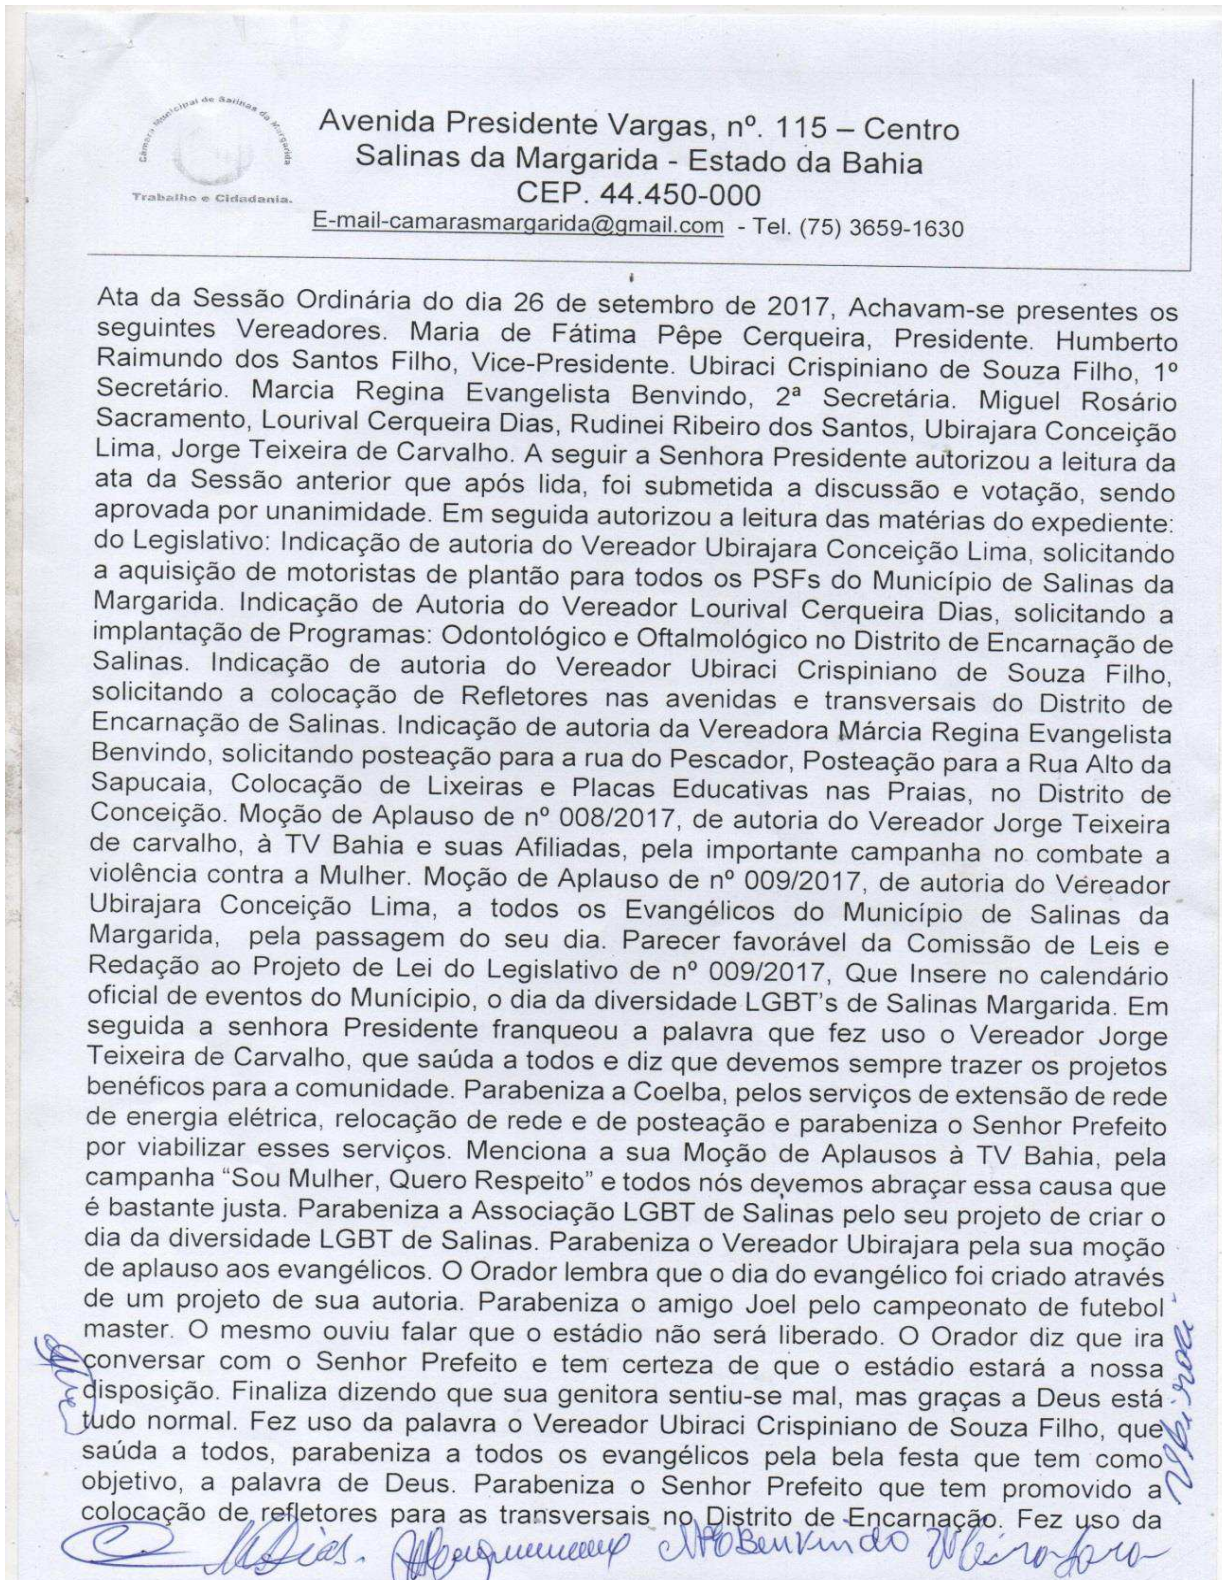 Câmara Municipal de Salinas da Margarida
Trabalho e Cidadania.
Avenida Presidente Vargas, nº. 115 – Centro
Salinas da Margarida - Estado da Bahia
CEP. 44.450-000
E-mail-camarasmargarida@gmail.com - Tel. (75) 3659-1630
Ata da Sessão Ordinária do dia 26 de setembro de 2017, Achavam-se presentes os
seguintes Vereadores. Maria de Fátima Pêpe Cerqueira, Presidente. Humberto
Raimundo dos Santos Filho, Vice-Presidente. Ubiraci Crispiniano de Souza Filho, 1º
Secretário. Marcia Regina Evangelista Benvindo, 2ª Secretária. Miguel Rosário
Sacramento, Lourival Cerqueira Dias, Rudinei Ribeiro dos Santos, Ubirajara Conceição
Lima, Jorge Teixeira de Carvalho. A seguir a Senhora Presidente autorizou a leitura da
ata da Sessão anterior que após lida, foi submetida a discussão e votação, sendo
aprovada por unanimidade. Em seguida autorizou a leitura das matérias do expediente:
do Legislativo: Indicação de autoria do Vereador Ubirajara Conceição Lima, solicitando
a aquisição de motoristas de plantão para todos os PSFs do Município de Salinas da
Margarida. Indicação de Autoria do Vereador Lourival Cerqueira Dias, solicitando a
implantação de Programas: Odontológico e Oftalmológico no Distrito de Encarnação de
Salinas. Indicação de autoria do Vereador Ubiraci Crispiniano de Souza Filho,
solicitando a colocação de Refletores nas avenidas e transversais do Distrito de
Encarnação de Salinas. Indicação de autoria da Vereadora Márcia Regina Evangelista
Benvindo, solicitando posteação para a rua do Pescador, Posteação para a Rua Alto da
Sapucaia, Colocação de Lixeiras e Placas Educativas nas Praias, no Distrito de
Conceição. Moção de Aplauso de nº 008/2017, de autoria do Vereador Jorge Teixeira
de carvalho, à TV Bahia e suas Afiliadas, pela importante campanha no combate a
violência contra a Mulher. Moção de Aplauso de nº 009/2017, de autoria do Vereador
Ubirajara Conceição Lima, a todos os Evangélicos do Município de Salinas da
Margarida, pela passagem do seu dia. Parecer favorável da Comissão de Leis e
Redação ao Projeto de Lei do Legislativo de nº 009/2017, Que Insere no calendário
oficial de eventos do Munícipio, o dia da diversidade LGBT's de Salinas Margarida. Em
seguida a senhora Presidente franqueou a palavra que fez uso o Vereador Jorge
Teixeira de Carvalho, que saúda a todos e diz que devemos sempre trazer os projetos
benéficos para a comunidade. Parabeniza a Coelba, pelos serviços de extensão de rede
de energia elétrica, relocação de rede e de posteação e parabeniza o Senhor Prefeito
por viabilizar esses serviços. Menciona a sua Moção de Aplausos à TV Bahia, pela
campanha “Sou Mulher, Quero Respeito” e todos nós devemos abraçar essa causa que
é bastante justa. Parabeniza a Associação LGBT de Salinas pelo seu projeto de criar o
dia da diversidade LGBT de Salinas. Parabeniza o Vereador Ubirajara pela sua moção
de aplauso aos evangélicos. O Orador lembra que o dia do evangélico foi criado através
de um projeto de sua autoria. Parabeniza o amigo Joel pelo campeonato de futebol
master. O mesmo ouviu falar que o estádio não será liberado. O Orador diz que ira
conversar com o Senhor Prefeito e tem certeza de que o estádio estará a nossa
disposição. Finaliza dizendo que sua genitora sentiu-se mal, mas graças a Deus está
tudo normal. Fez uso da palavra o Vereador Ubiraci Crispiniano de Souza Filho, que
saúda a todos, parabeniza a todos os evangélicos pela bela festa que tem como
objetivo, a palavra de Deus. Parabeniza o Senhor Prefeito que tem promovido a
colocação de refletores para as transversais no Distrito de Encarnação. Fez uso da
Ubiraci
Dias.
Benvindo